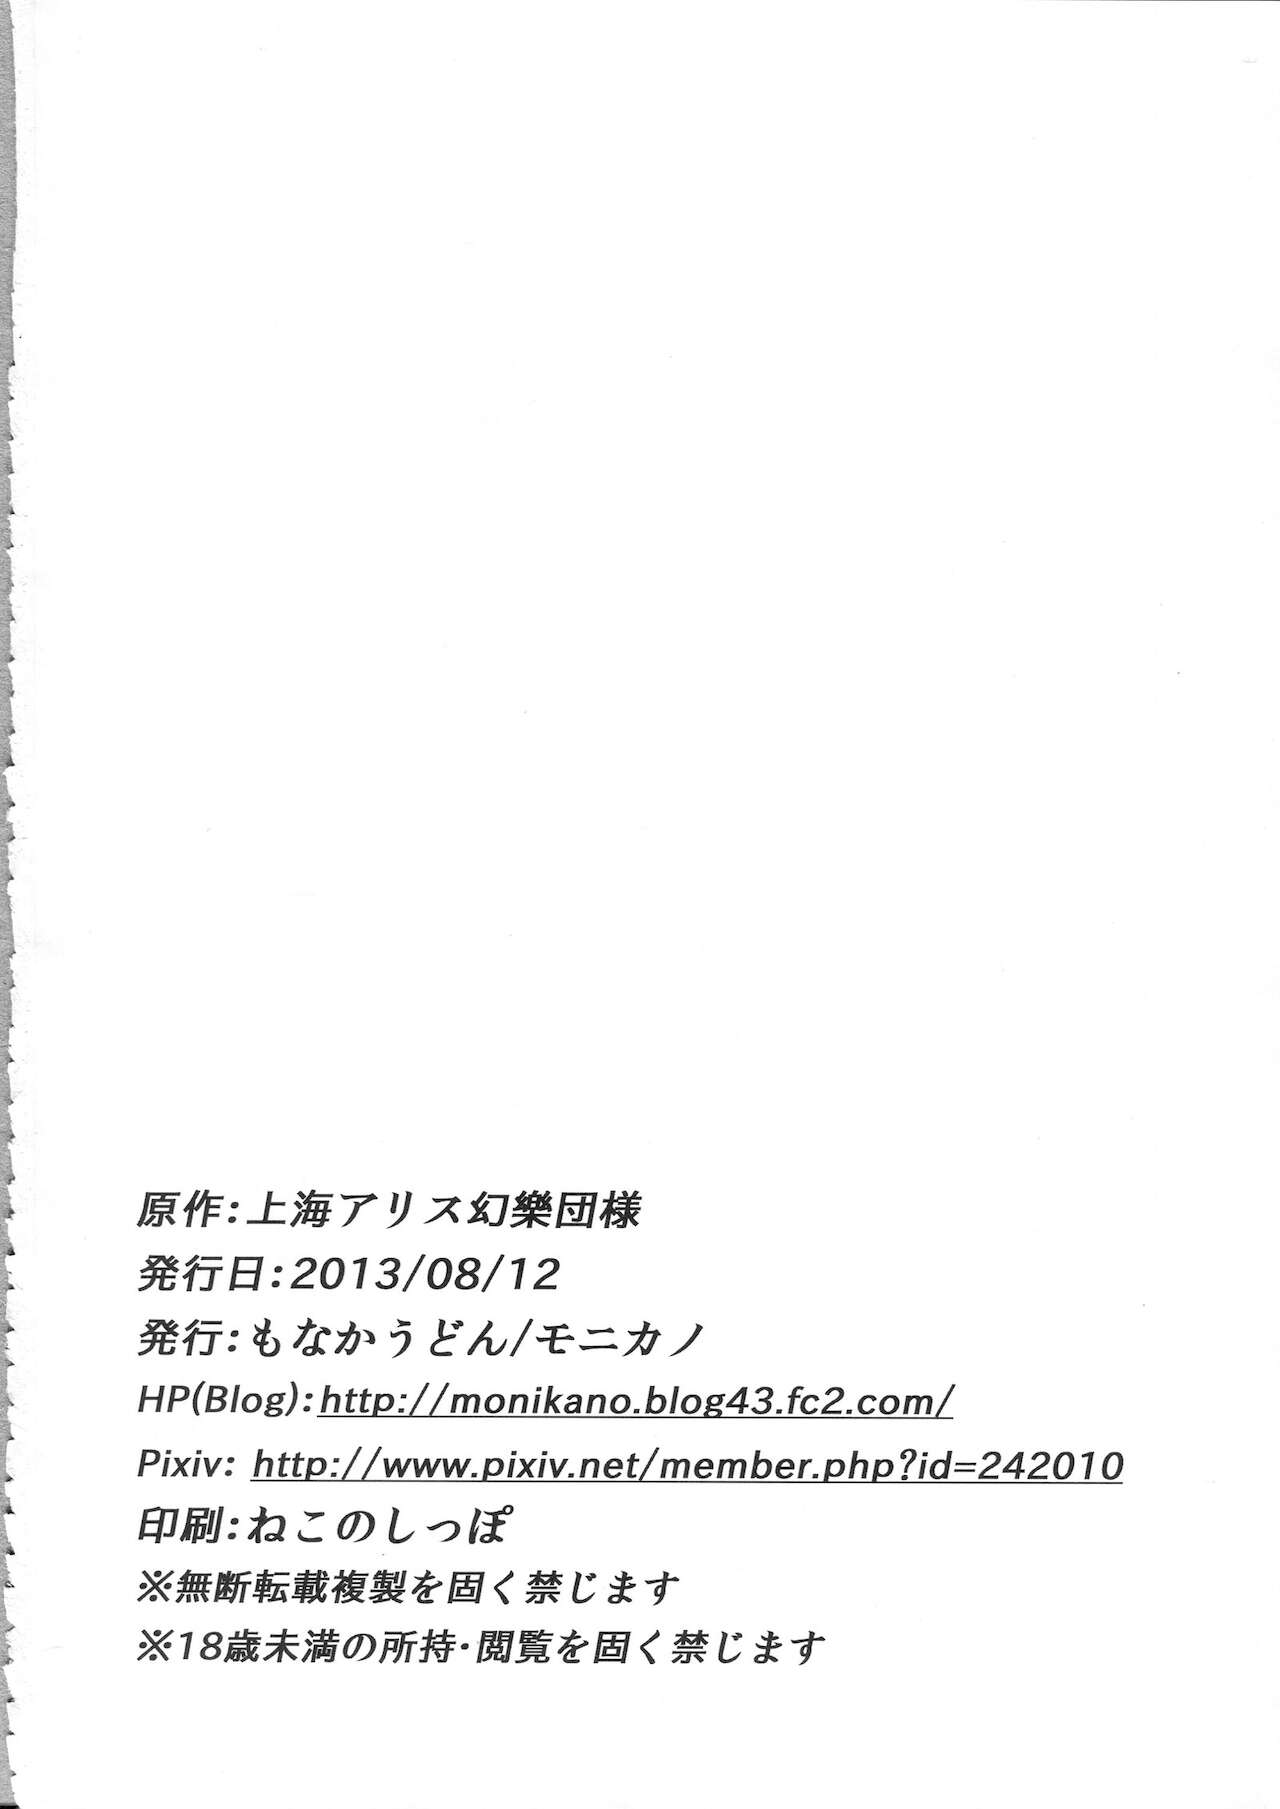 原作:上海アリス幻樂団様
発行日:2013/08/12
発行:もなかうどん/モニカノ
HP(Blog):http://monikano.blog43.fc2.com/
Pixiv: http://www.pixiv.net/member.php?id=242010
印刷:ねこのしっぽ
※無断転載複製を固く禁じます
※18歳未満の所持･閲覧を固く禁じます